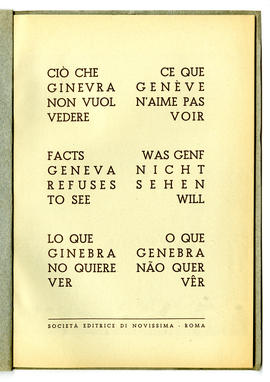 CIÒ CHE
GINEVRA
NON VUOL
VEDERE
CE QUE
GENÈVE
N'AIME PAS
VOIR
FACTS
GENEVA
REFUSES
TO SEE
WAS GENF
NICHT
SEHEN
WILL
LO QUE
GINEBRA
NO QUIERE
VER
O QUE
GENEBRA
NÃO QUER
VÊR
SOCIETÀ EDITRICE DI NOVISSIMA - ROMA